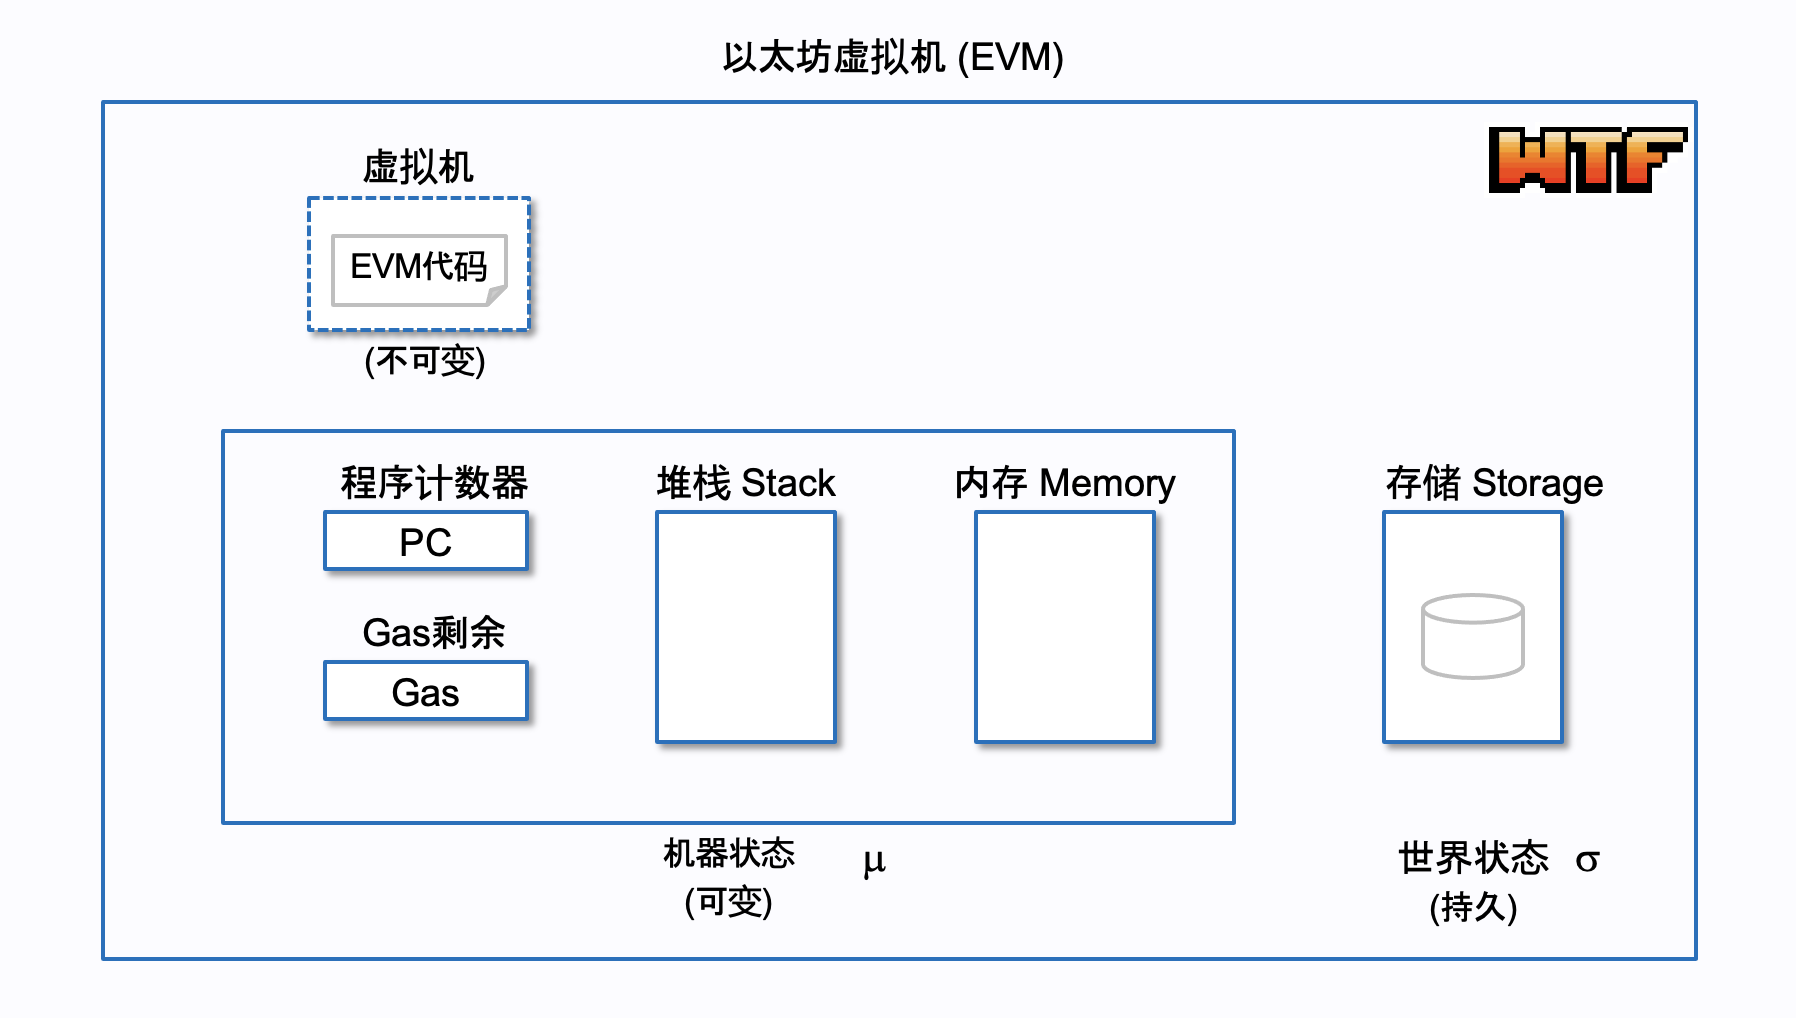 以太坊虚拟机 (EVM)
WTF
虚拟机
EVM代码
(不可变)
程序计数器
PC
Gas剩余
Gas
堆栈 Stack
内存 Memory
存储 Storage
机器状态 μ
(可变)
世界状态 σ
(持久)